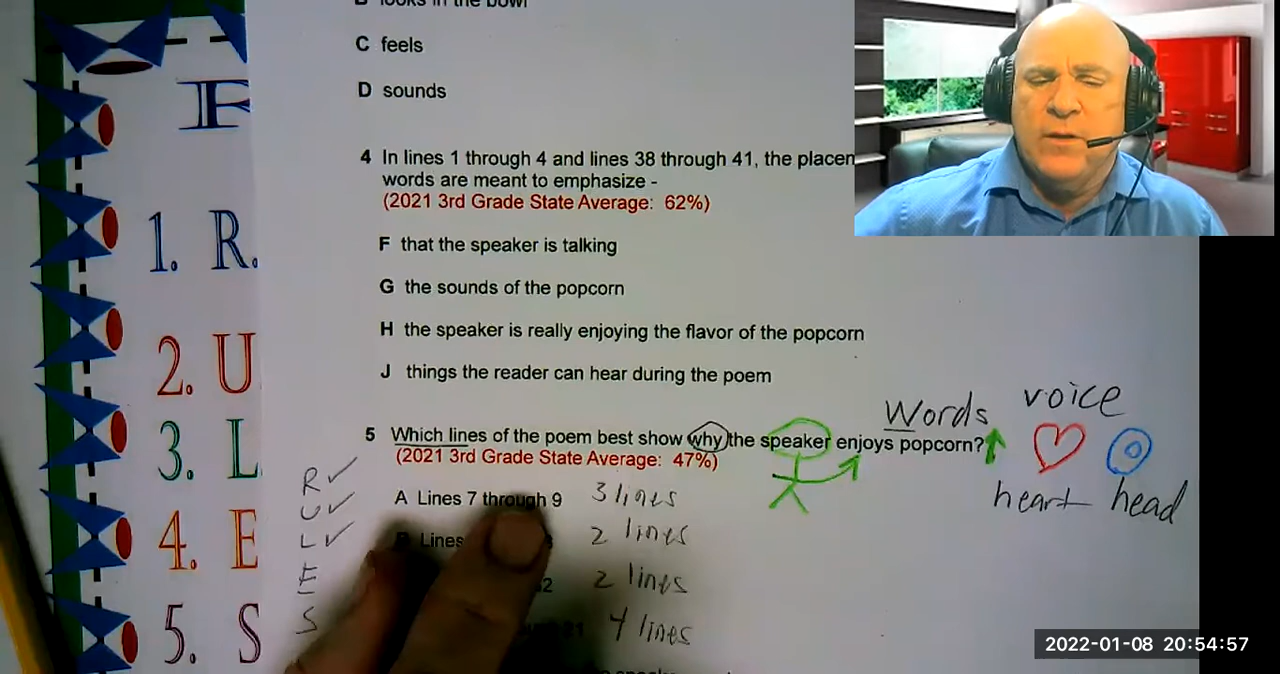 looks in the bowl
C feels
D sounds
F
1. R.
2. U
3. L
4. E
5. S
4 In lines 1 through 4 and lines 38 through 41, the
words are meant to emphasize -
(2021 3rd Grade State Average: 62%)
F that the speaker is talking
G the sounds of the popcorn
H the speaker is really enjoying the flavor of the popcorn
J things the reader can hear during the poem
Words voice
5 Which lines of the poem best show why the speaker enjoys popcorn?
(2021 3rd Grade State Average: 47%)
heart head
R
U
L
E
S
A Lines 7 through 9 3 lines
Lines 2 lines
2 lines
4 lines
2022-01-08 20:54:57